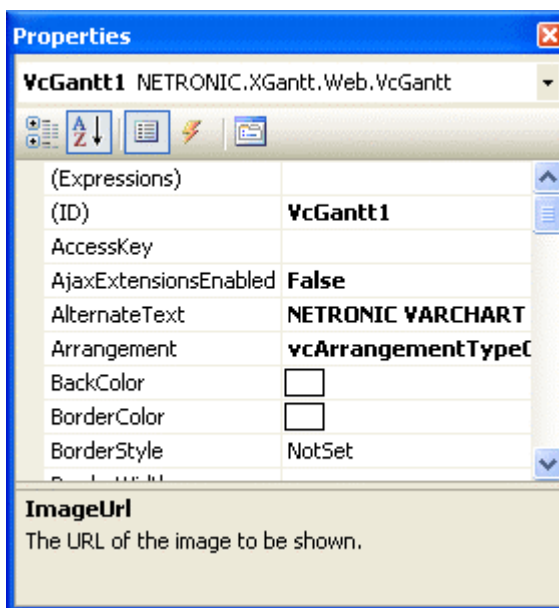 Properties
VcGantt1 NETRONIC.XGantt.Web.VcGantt
(Expressions)
(ID) VcGantt1
AccessKey
AjaxExtensionsEnabled False
AlternateText NETRONIC VARCHART
Arrangement
BackColor
BorderColor
BorderStyle NotSet
ImageUrl
The URL of the image to be shown.